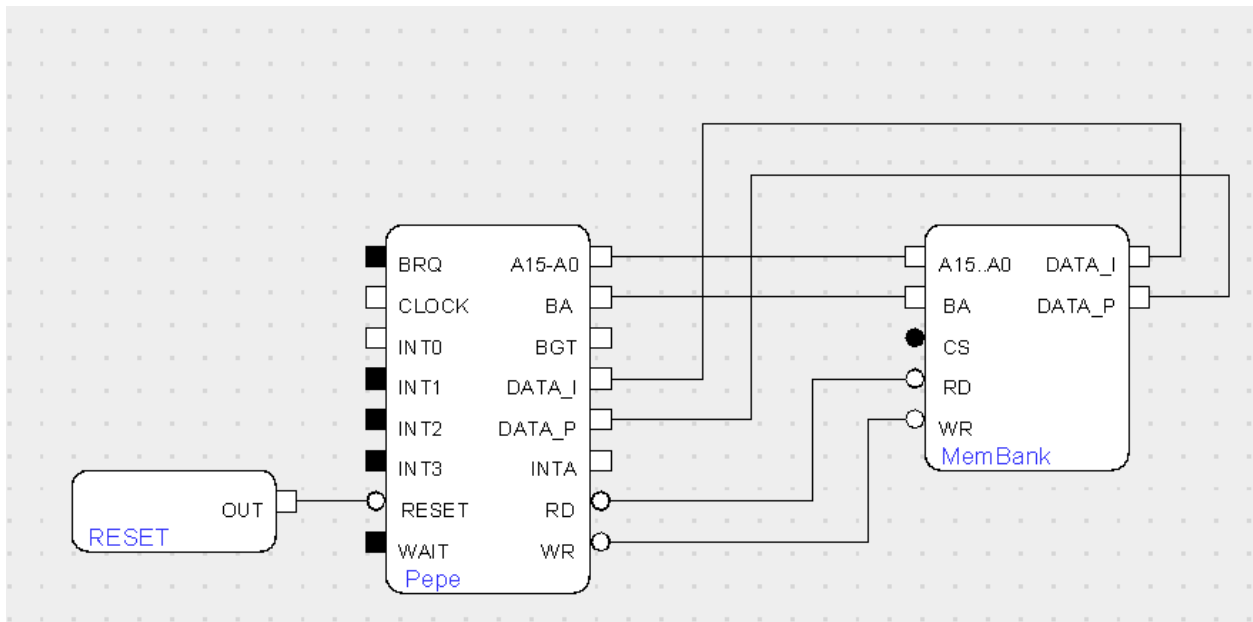 BRQ A15-A0
CLOCK BA
INT0 BGT
INT1 DATA_I
INT2 DATA_P
INT3 INTA
RESET RD
WAIT WR
Pepe
A15..A0 DATA_I
BA DATA_P
CS
RD
WR
MemBank
OUT
RESET